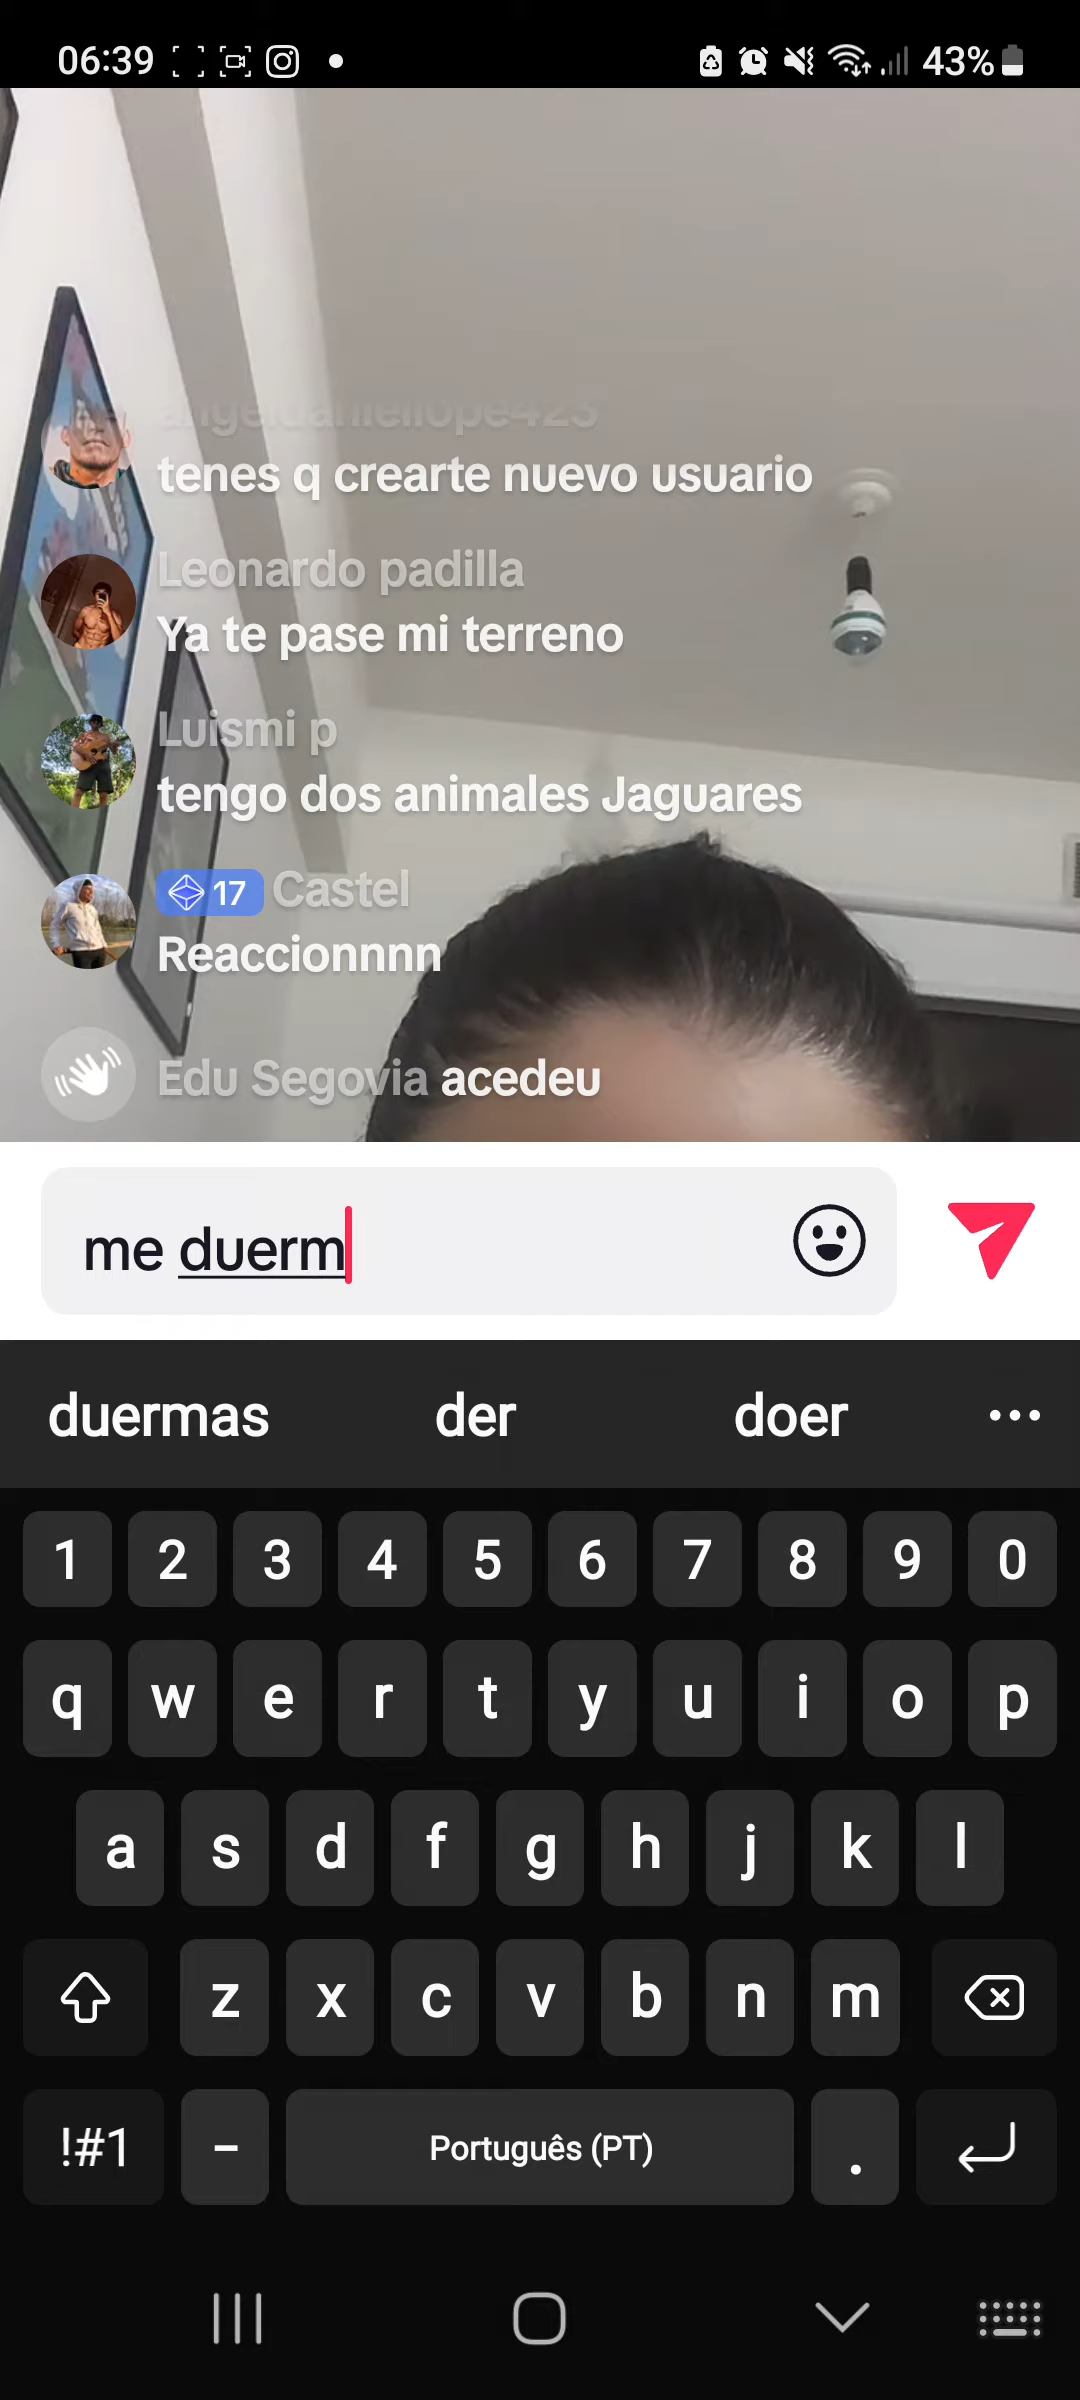 06:39
43%
angeldaniellope423
tenes q crearte nuevo usuario
Leonardo padilla
Ya te pase mi terreno
Luismi p
tengo dos animales Jaguares
17 Castel
Reaccionnnn
Edu Segovia acedeu
me duerm
duermas der doer
1 2 3 4 5 6 7 8 9 0
q w e r t y u i o p
a s d f g h j k l
z x c v b n m
!#1 - Português (PT) .